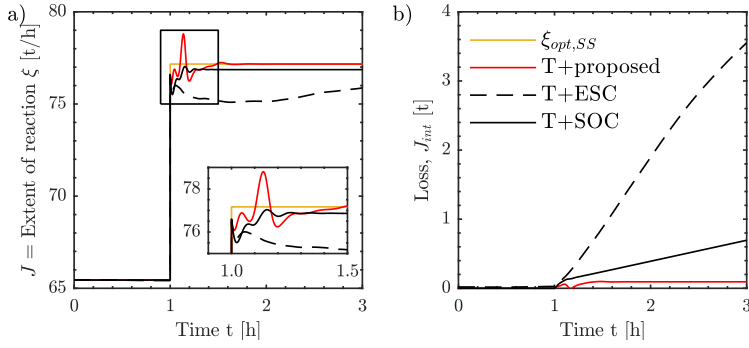 a)
J = Extent of reaction ξ [t/h]
80
77
75
70
65
78
76
1.0
1.5
0
1
2
3
Time t [h]
b)
Loss, J_int [t]
4
3
2
1
0
ξ_opt,SS
T+proposed
T+ESC
T+SOC
0
1
2
3
Time t [h]